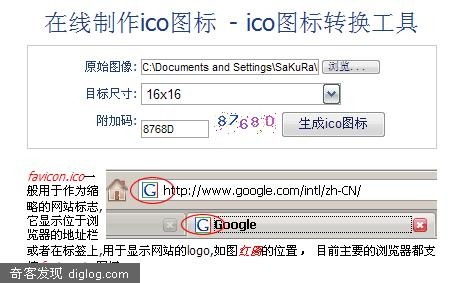 在线制作ico图标 - ico图标转换工具
原始图像: C:\Documents and Settings\SaKuRa\ 浏览...
目标尺寸: 16x16
附加码: 8768D 8768D 生成ico图标
favicon.ico一
般用于作为缩
略的网站标志,
它显示位于浏
览器的地址栏
http://www.google.com/intl/zh-CN/
Google
或者在标签上,用于显示网站的logo,如图红圈的位置， 目前主要的浏览器都支
奇客发现 diglog.com